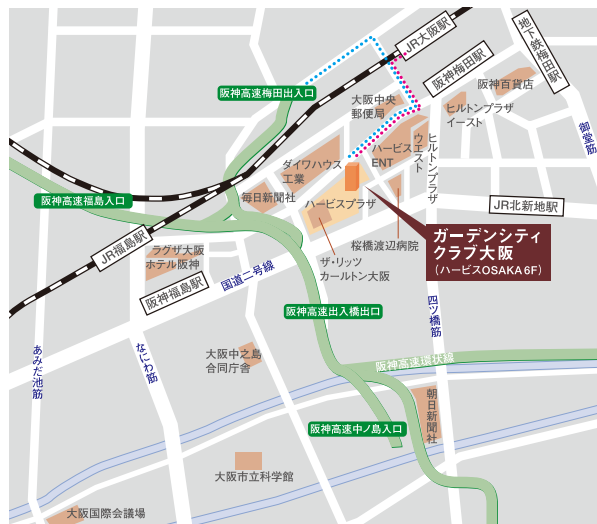 JR大阪駅
地下鉄梅田駅
阪神梅田駅
阪神百貨店
阪神高速梅田出入口
大阪中央
郵便局
ヒルトンプラザ
イースト
御堂筋
ハービス
ENT
ヒルトンプラザ
ウエスト
ダイワハウス
工業
毎日新聞社
阪神高速福島入口
ハービスプラザ
JR北新地駅
桜橋渡辺病院
ガーデンシティ
クラブ大阪
(ハービスOSAKA 6F)
JR福島駅
ラグザ大阪
ホテル阪神
ザ・リッツ
カールトン大阪
阪神福島駅
国道二号線
阪神高速出入橋出口
四ツ橋筋
あみだ池筋
なにわ筋
大阪中之島
合同庁舎
阪神高速環状線
朝日新聞社
阪神高速中ノ島入口
大阪市立科学館
大阪国際会議場